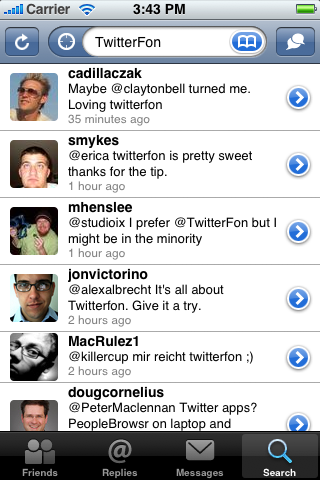 Carrier 3:43 PM
TwitterFon
cadillaczak
Maybe @claytonbell turned me.
Loving twitterfon
35 minutes ago
smykes
@erica twitterfon is pretty sweet
thanks for the tip.
1 hour ago
mhenslee
@studioix I prefer @TwitterFon but I
might be in the minority
1 hour ago
jonvictorino
@alexalbrecht It's all about
Twitterfon. Give it a try.
2 hours ago
MacRulez1
@killercup mir reicht twitterfon ;)
2 hours ago
dougcornelius
@PeterMaclennan Twitter apps?
PeopleBrowsr on laptop and
Friends Replies Messages Search